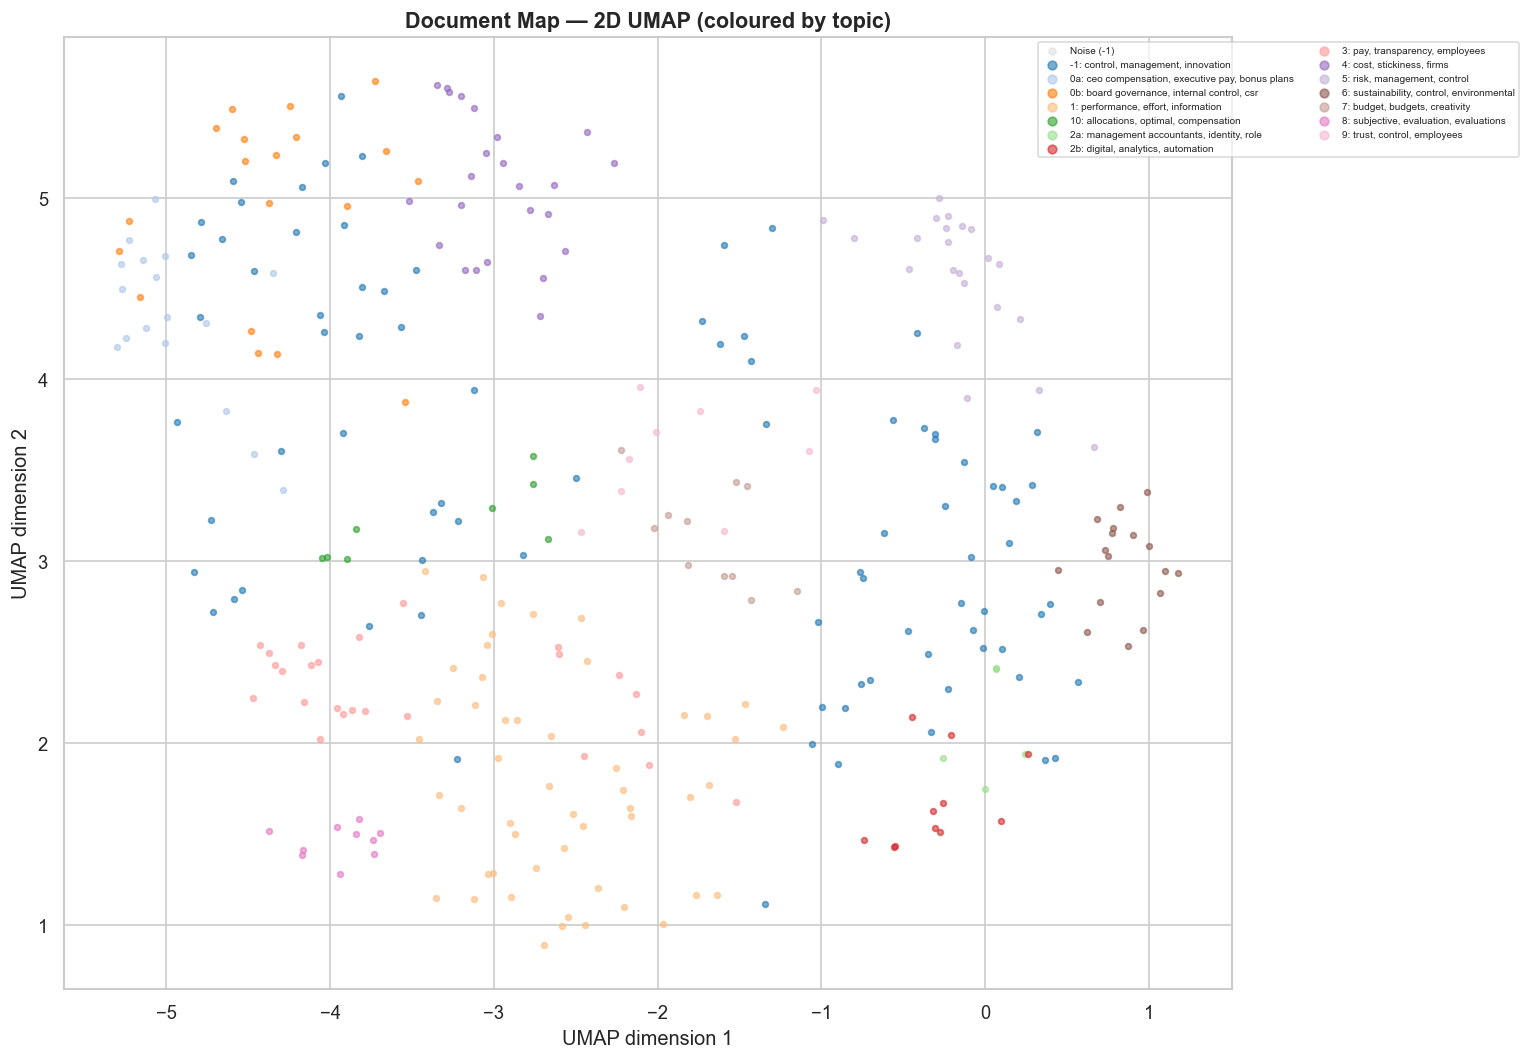 Document Map — 2D UMAP (coloured by topic)
Noise (-1)
-1: control, management, innovation
0a: ceo compensation, executive pay, bonus plans
0b: board governance, internal control, csr
1: performance, effort, information
10: allocations, optimal, compensation
2a: management accountants, identity, role
2b: digital, analytics, automation
3: pay, transparency, employees
4: cost, stickiness, firms
5: risk, management, control
6: sustainability, control, environmental
7: budget, budgets, creativity
8: subjective, evaluation, evaluations
9: trust, control, employees
UMAP dimension 2
5
4
3
2
1
−5 −4 −3 −2 −1 0 1
UMAP dimension 1